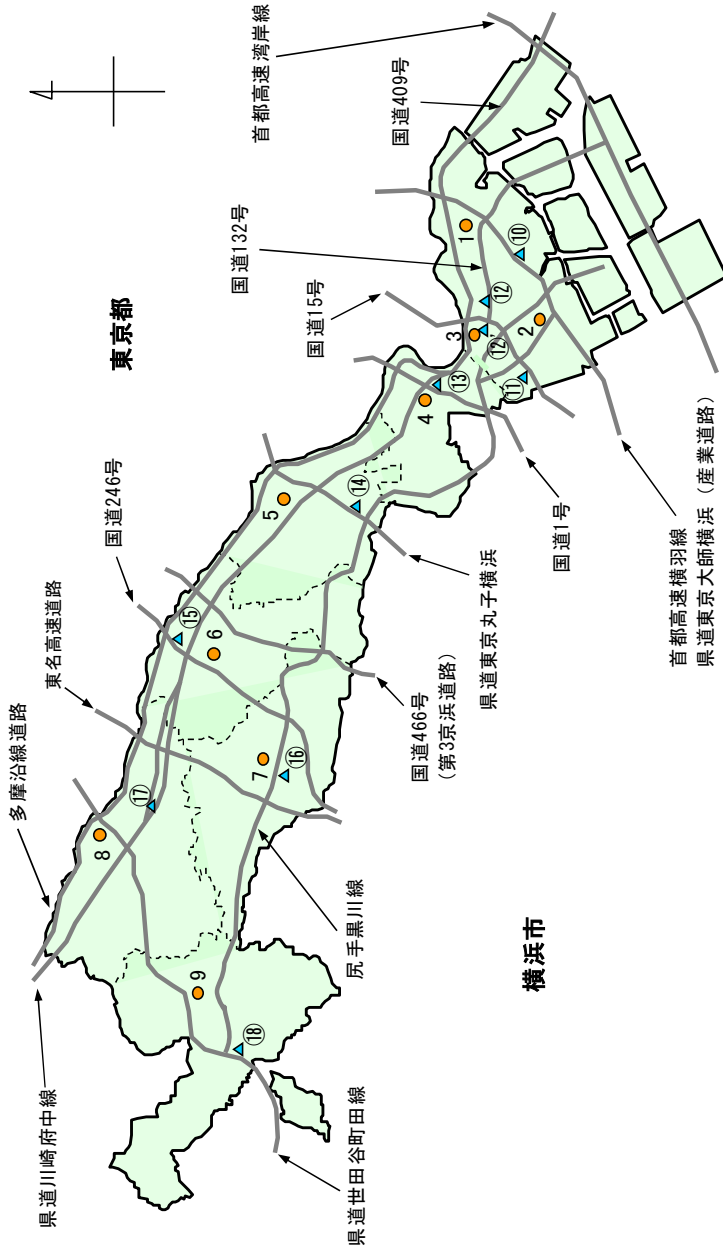 首都高速湾岸線
国道409号
国道132号
国道15号
東京都
国道246号
東名高速道路
多摩沿線道路
県道川崎府中線
県道世田谷町田線
尻手黒川線
横浜市
国道466号
(第3京浜道路)
県道東京丸子横浜
国道1号
首都高速横羽線
県道東京大師横浜(産業道路)
1
2
3
4
5
6
7
8
9
⑩
⑪
⑫
⑫
⑬
⑭
⑮
⑯
⑰
⑱